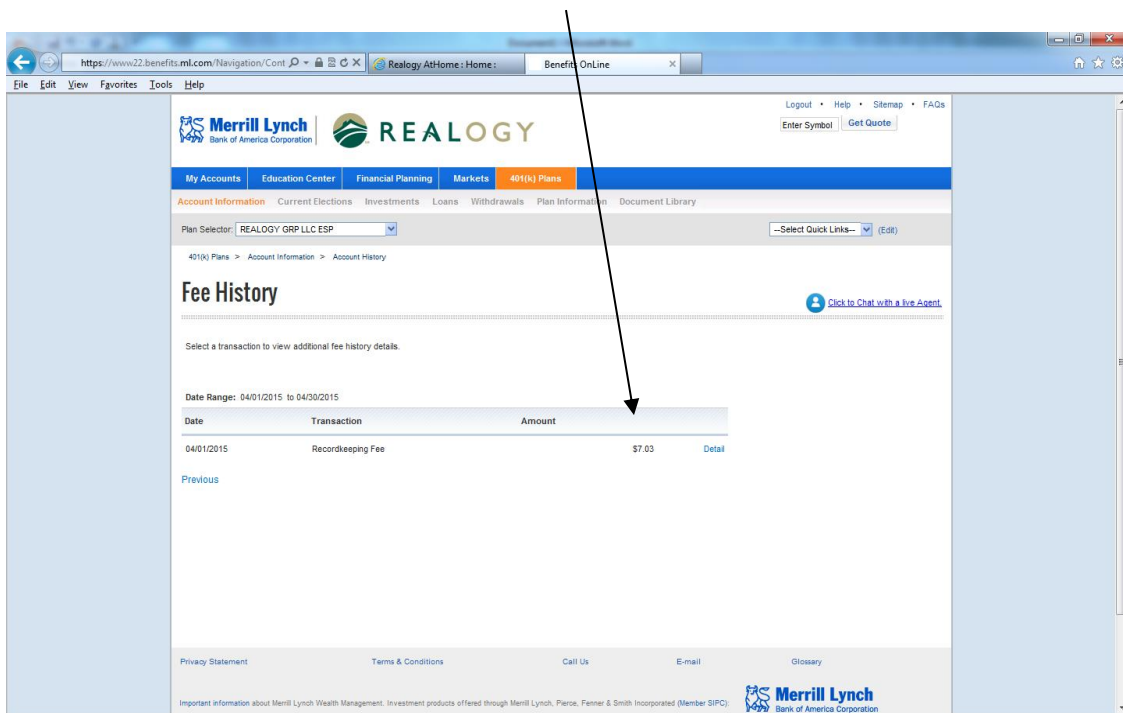 https://www22.benefits.ml.com/Navigation/Cont
Realogy AtHome : Home :
Benefits OnLine
File Edit View Favorites Tools Help
Logout • Help • Sitemap • FAQs
Merrill Lynch
Bank of America Corporation
REALOGY
Enter Symbol Get Quote
My Accounts Education Center Financial Planning Markets 401(k) Plans
Account Information Current Elections Investments Loans Withdrawals Plan Information Document Library
Plan Selector: REALOGY GRP LLC ESP
--Select Quick Links-- (Edit)
401(k) Plans > Account Information > Account History
Fee History
Click to Chat with a live Agent.
Select a transaction to view additional fee history details.
Date Range: 04/01/2015 to 04/30/2015
Date Transaction Amount
04/01/2015 Recordkeeping Fee $7.03 Detail
Previous
Privacy Statement Terms & Conditions Call Us E-mail Glossary
Important information about Merrill Lynch Wealth Management. Investment products offered through Merrill Lynch, Pierce, Fenner & Smith Incorporated (Member SIPC):
Merrill Lynch
Bank of America Corporation